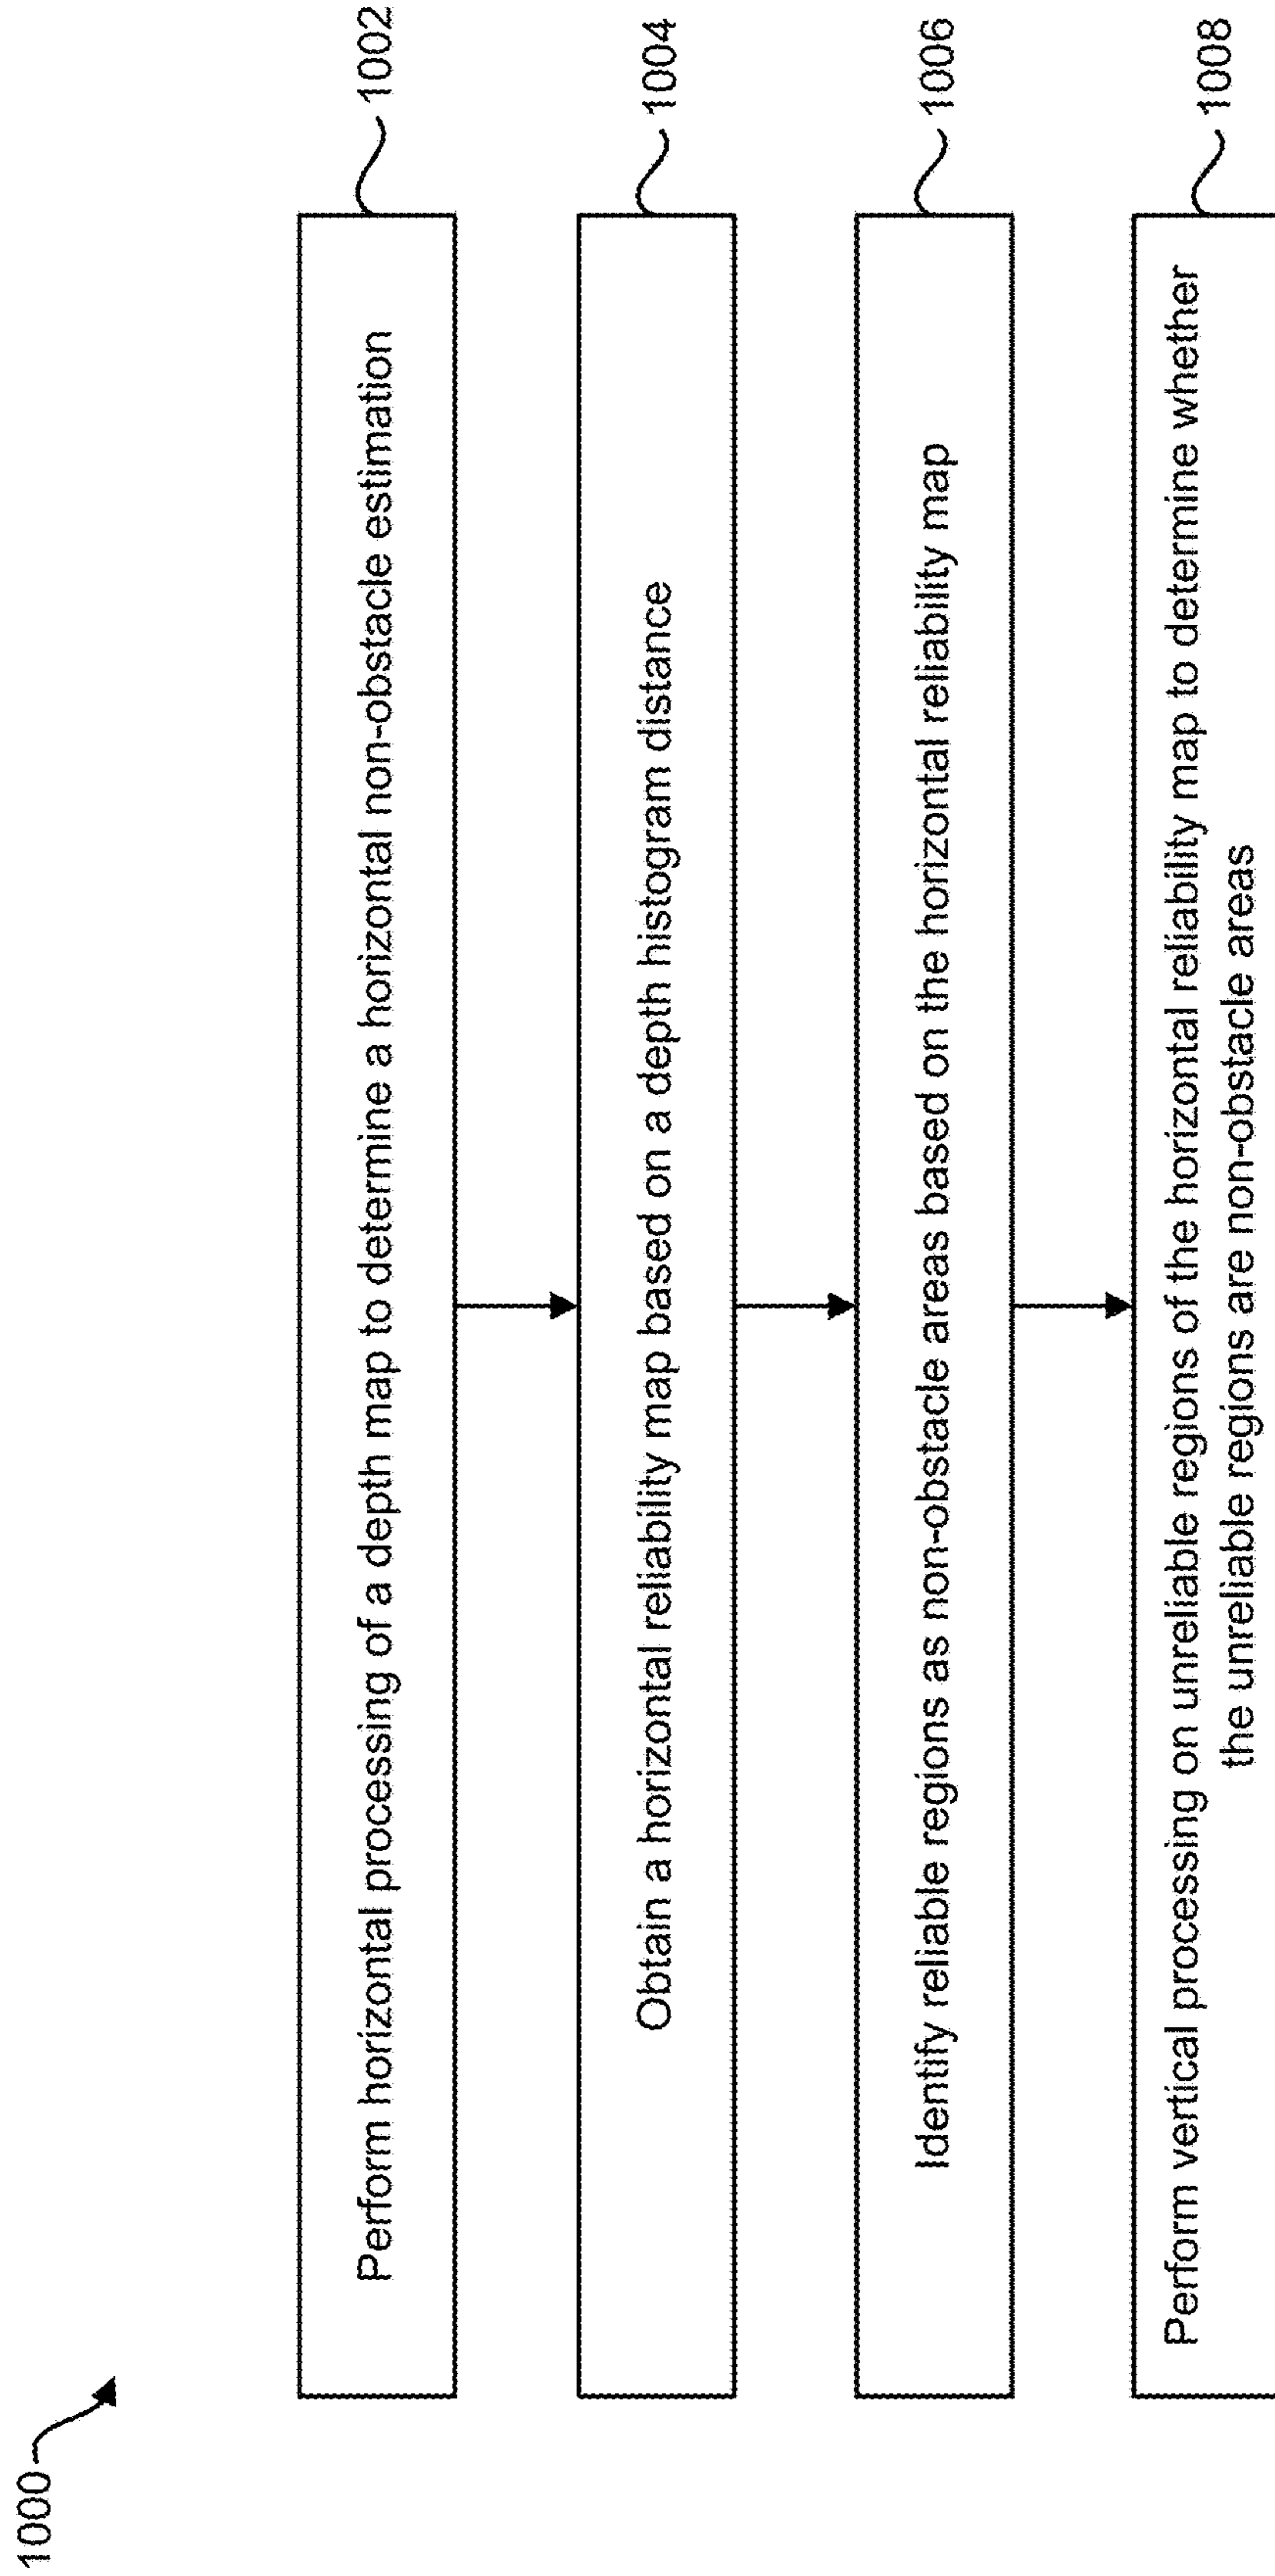 1000
Perform horizontal processing of a depth map to determine a horizontal non-obstacle estimation
1002
Obtain a horizontal reliability map based on a depth histogram distance
1004
Identify reliable regions as non-obstacle areas based on the horizontal reliability map
1006
Perform vertical processing on unreliable regions of the horizontal reliability map to determine whether
the unreliable regions are non-obstacle areas
1008